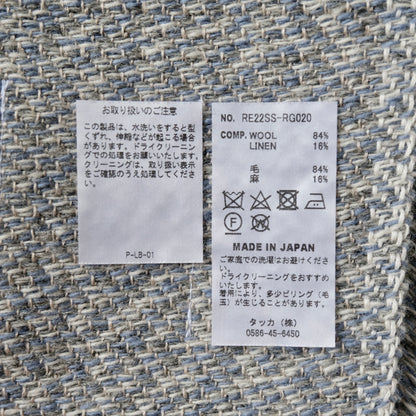 お取り扱いのご注意
この製品は、水洗いをすると型
くずれ、伸縮などが起こる場合
があります。ドライクリーニン
グでの処理をお願いいたします。
クリーニングは、取り扱い表示
をご確認のうえ処理してください。
P-LB-01
NO. RE22SS-RG020
COMP. WOOL 84%
LINEN 16%
毛 84%
麻 16%
F W
MADE IN JAPAN
ご家庭での洗濯はお避けください。
ドライクリーニングをおすすめい
たします。
着用により、多少ピリング(毛
玉)が生じることがあります。
タッカ(株)
0586-45-6450